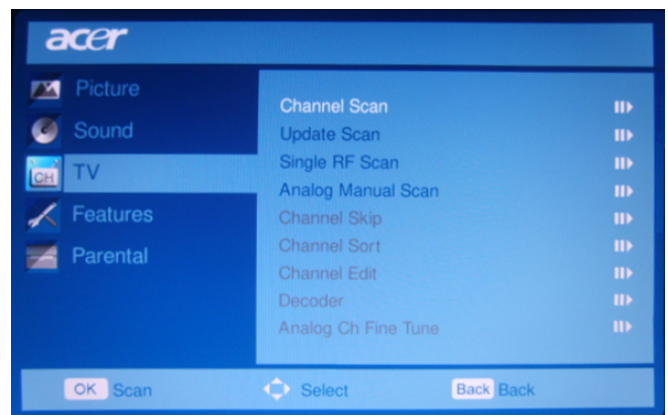 acer
Picture
Sound
CH TV
Features
Parental
Channel Scan
Update Scan
Single RF Scan
Analog Manual Scan
Channel Skip
Channel Sort
Channel Edit
Decoder
Analog Ch Fine Tune
OK Scan Select Back Back